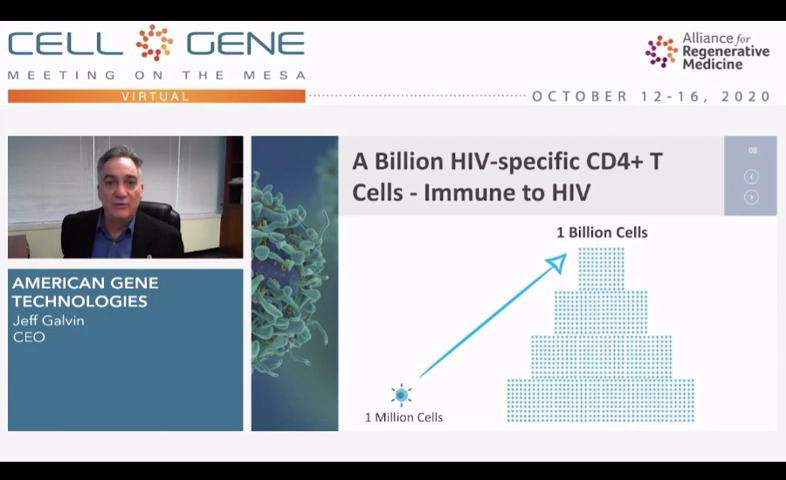 CELL GENE
MEETING ON THE MESA
VIRTUAL
Alliance for
Regenerative
Medicine
OCTOBER 12-16, 2020
A Billion HIV-specific CD4+ T
Cells - Immune to HIV
08
1 Billion Cells
1 Million Cells
AMERICAN GENE
TECHNOLOGIES
Jeff Galvin
CEO